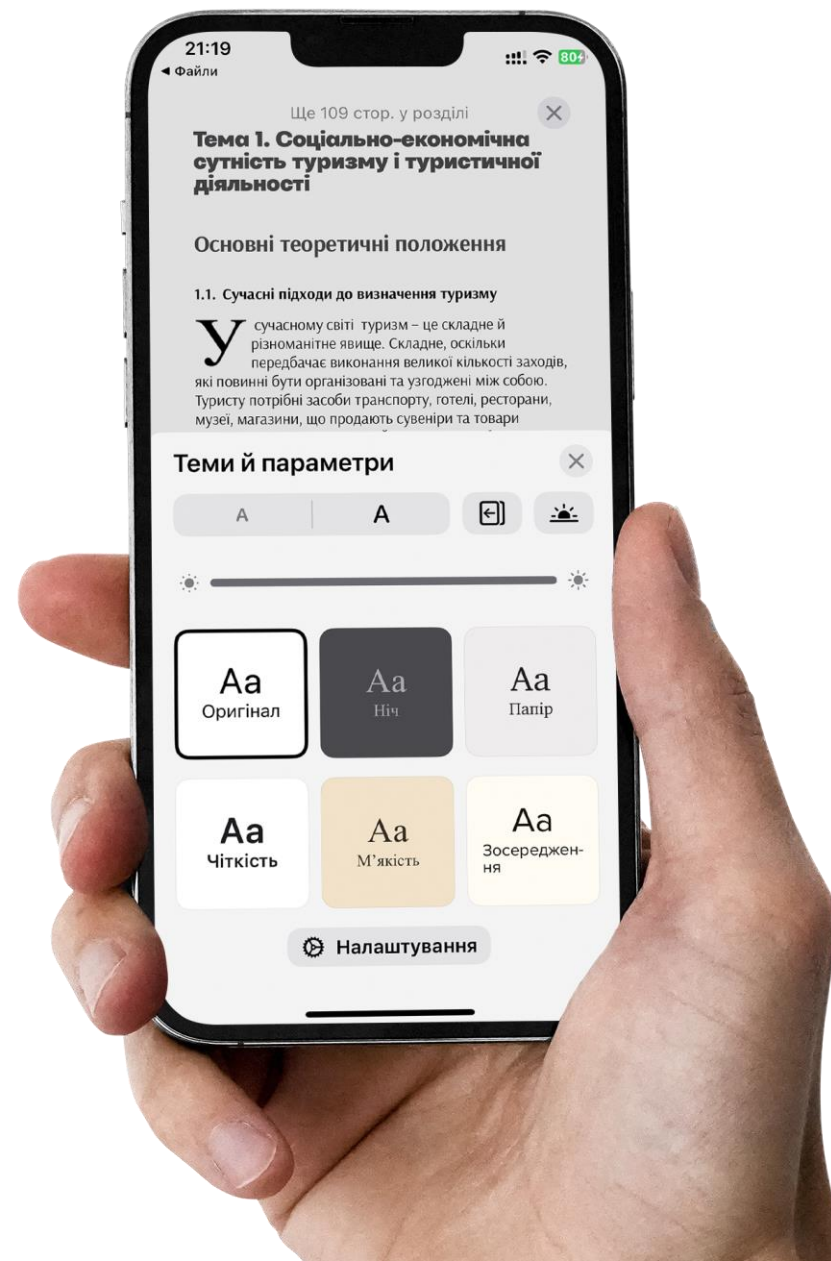 21:19
80
◀ Файли
Ще 109 стор. у розділі
Тема 1. Соціально-економічна
сутність туризму і туристичної
діяльності
Основні теоретичні положення
1.1. Сучасні підходи до визначення туризму
У сучасному світі туризм – це складне й
різноманітне явище. Складне, оскільки
передбачає виконання великої кількості заходів,
які повинні бути організовані та узгоджені між собою.
Туристу потрібні засоби транспорту, готелі, ресторани,
музеї, магазини, що продають сувеніри та товари
Теми й параметри
A A
Aa
Оригінал
Aa
Ніч
Aa
Папір
Aa
Чіткість
Aa
М'якість
Aa
Зосереджен-
ня
Налаштування